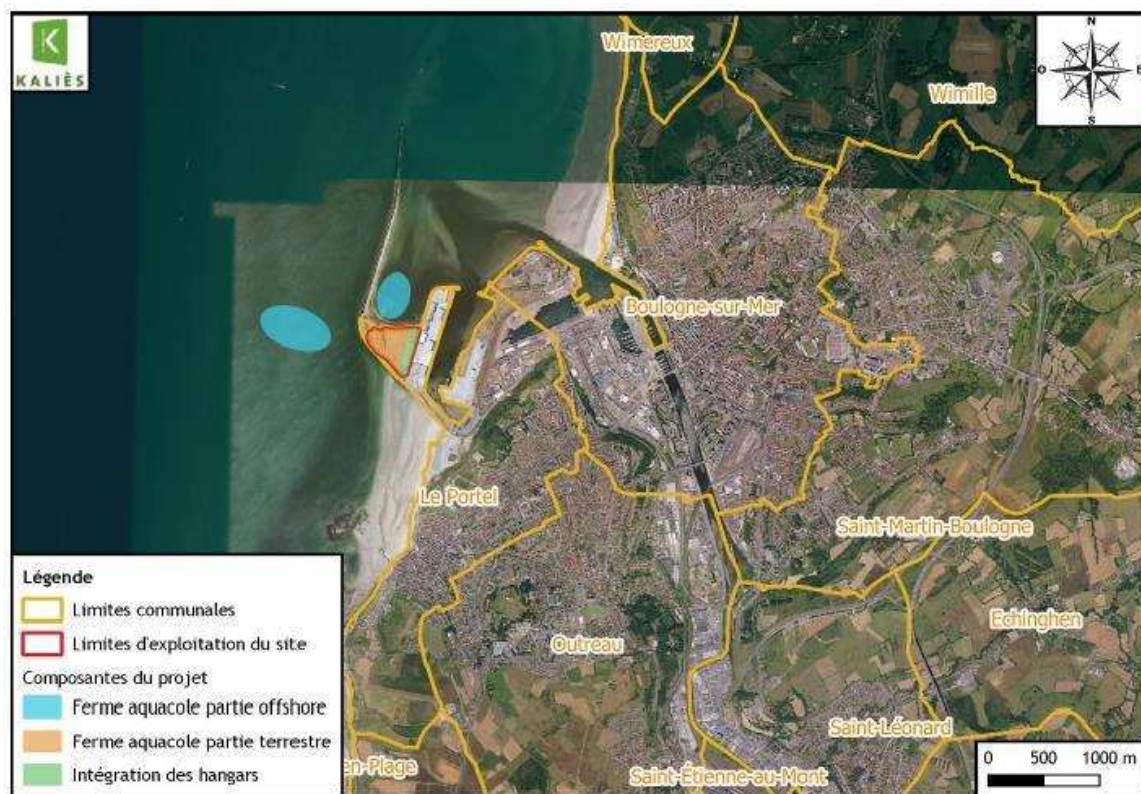 K
KALIÈS
Wimereux
N
O
E
S
Wimille
Boulogne-sur-Mer
Le Portel
Saint-Martin-Boulogne
Echinghen
Outreau
Saint-Léonard
en-Plage
Saint-Étienne-au-Mont
Légende
Limites communales
Limites d'exploitation du site
Composantes du projet
Ferme aquacole partie offshore
Ferme aquacole partie terrestre
Intégration des hangars
0 500 1000 m